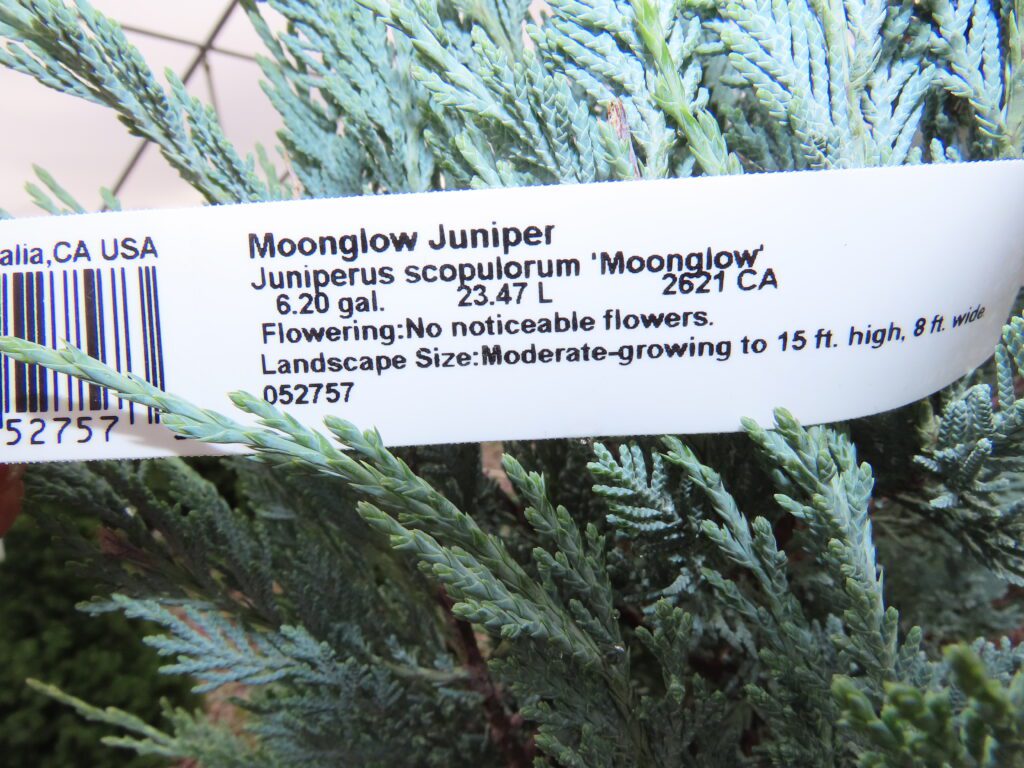 alia,CA USA
52757
Moonglow Juniper
Juniperus scopulorum 'Moonglow'
6.20 gal. 23.47 L 2621 CA
Flowering:No noticeable flowers.
Landscape Size:Moderate-growing to 15 ft. high, 8 ft. wide
052757